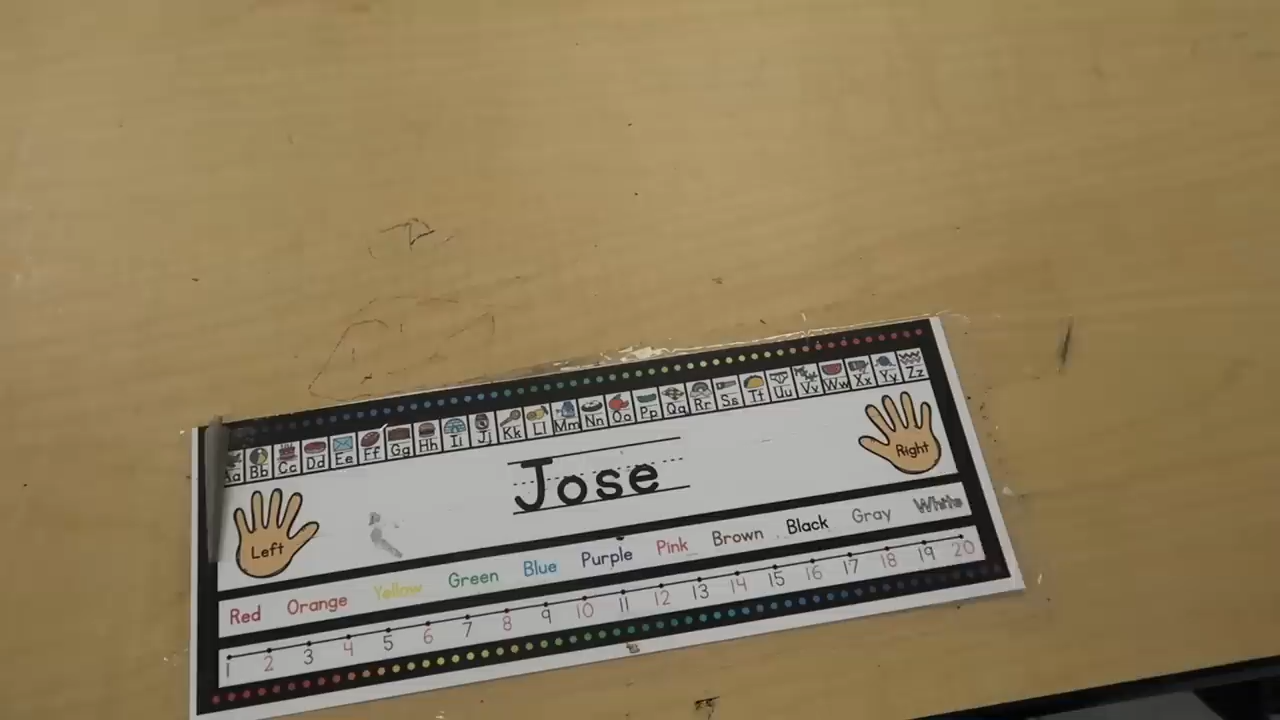 Aa Bb Cc Dd Ee Ff Gg Hh Ii Jj Kk Ll Mm Nn Oo Pp Qq Rr Ss Tt Uu Vv Ww Xx Yy Zz
Jose
Left
Right
Red Orange Yellow Green Blue Purple Pink Brown Black Gray White
1 2 3 4 5 6 7 8 9 10 11 12 13 14 15 16 17 18 19 20